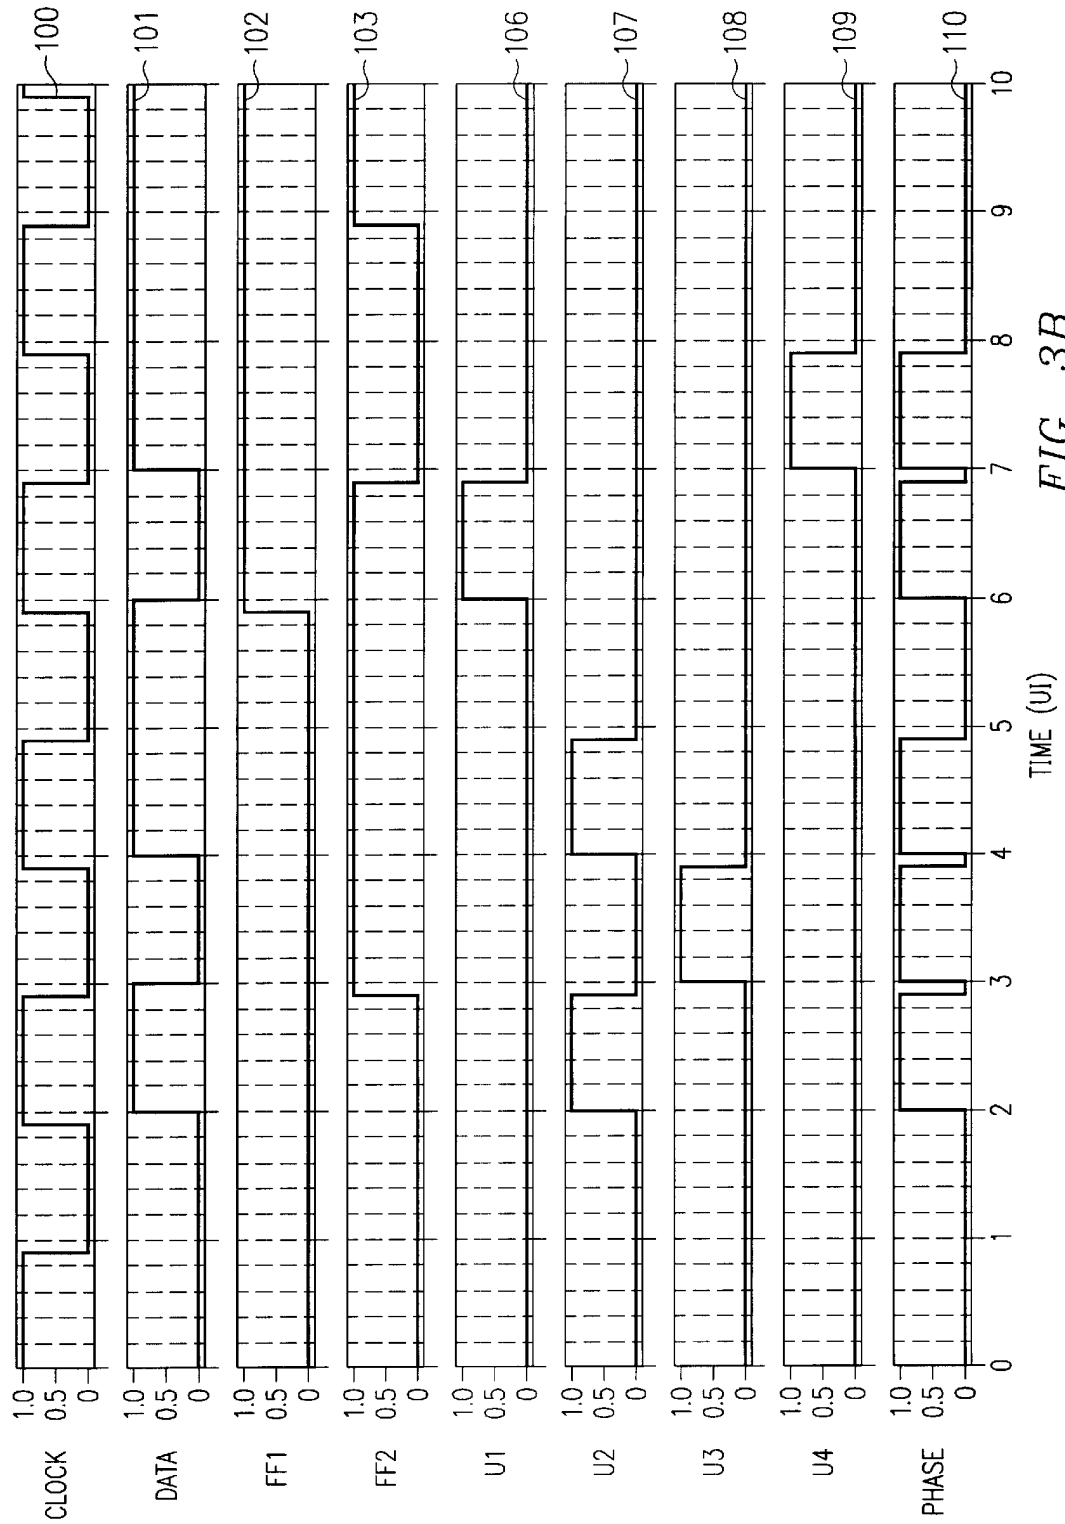 CLOCK 1.0 0.5 0 100
DATA 1.0 0.5 0 101
FF1 1.0 0.5 0 102
FF2 1.0 0.5 0 103
U1 1.0 0.5 0 106
U2 1.0 0.5 0 107
U3 1.0 0.5 0 108
U4 1.0 0.5 0 109
PHASE 1.0 0.5 0 110
0 1 2 3 4 5 6 7 8 9 10
TIME (UI)
FIG. 3B